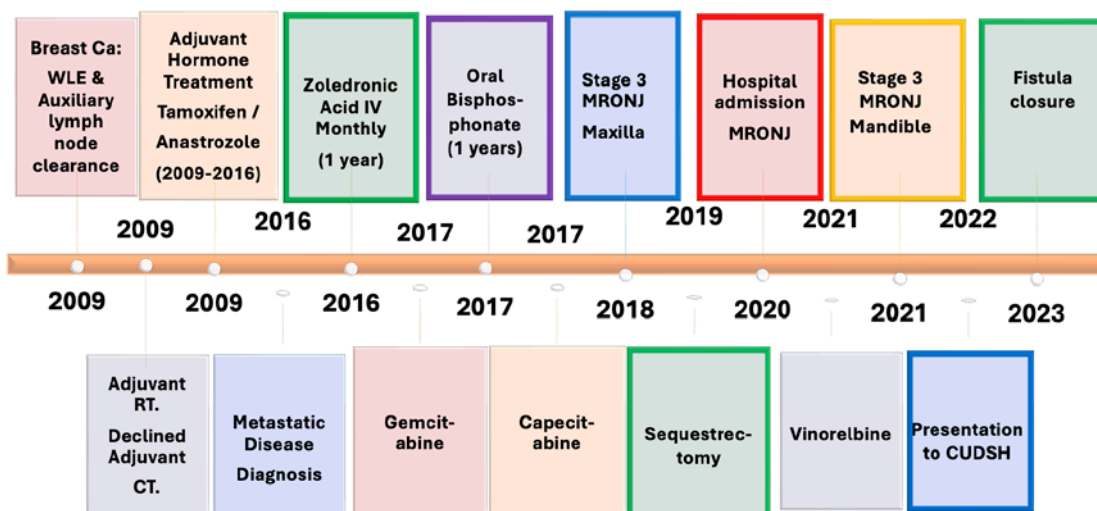 Breast Ca:
WLE &
Auxiliary
lymph
node
clearance
Adjuvant
Hormone
Treatment
Tamoxifen /
Anastrozole
(2009-2016)
Zoledronic
Acid IV
Monthly
(1 year)
Oral
Bisphos-
phonate
(1 years)
Stage 3
MRONJ
Maxilla
Hospital
admission
MRONJ
Stage 3
MRONJ
Mandible
Fistula
closure
2009
2016
2017
2017
2019
2021
2022
2009
2009
2016
2017
2018
2020
2021
2023
Adjuvant
RT.
Declined
Adjuvant
CT.
Metastatic
Disease
Diagnosis
Gemcit-
abine
Capecit-
abine
Sequestrec-
tomy
Vinorelbine
Presentation
to CUDSH